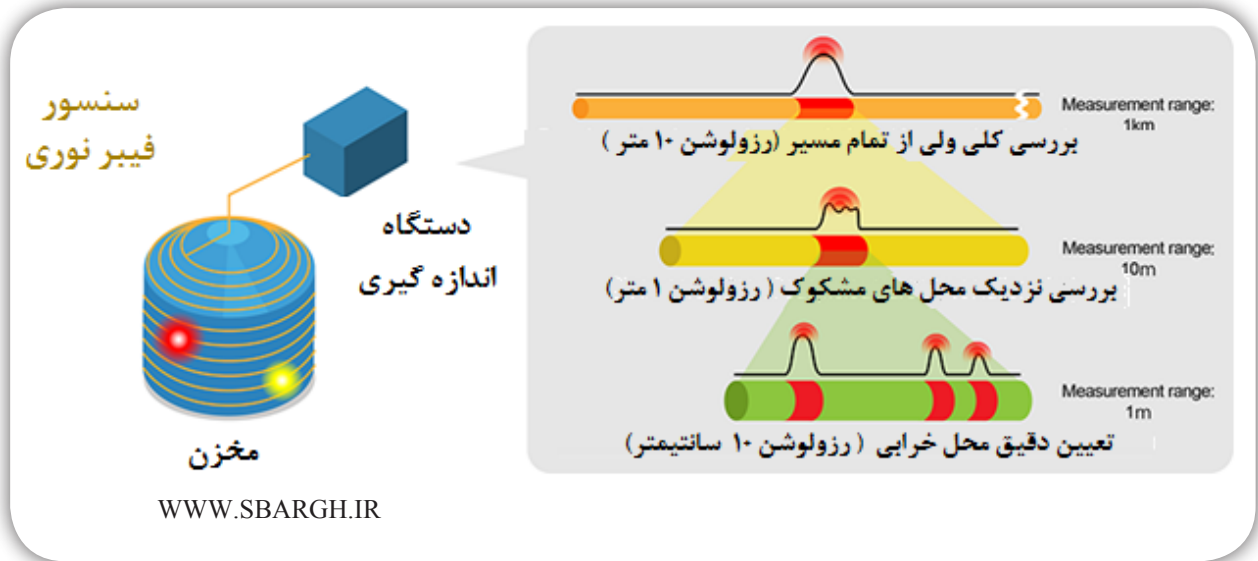 سنسور
فیبر نوری
دستگاه
اندازه گیری
مخزن
WWW.SBARGH.IR
Measurement range:
1km
بررسی کلی ولی از تمام مسیر (رزولوشن ۱۰ متر )
Measurement range:
10m
بررسی نزدیک محل های مشکوک ( رزولوشن ۱ متر)
Measurement range:
1m
تعیین دقیق محل خرابی ( رزولوشن ۱۰ سانتیمتر)